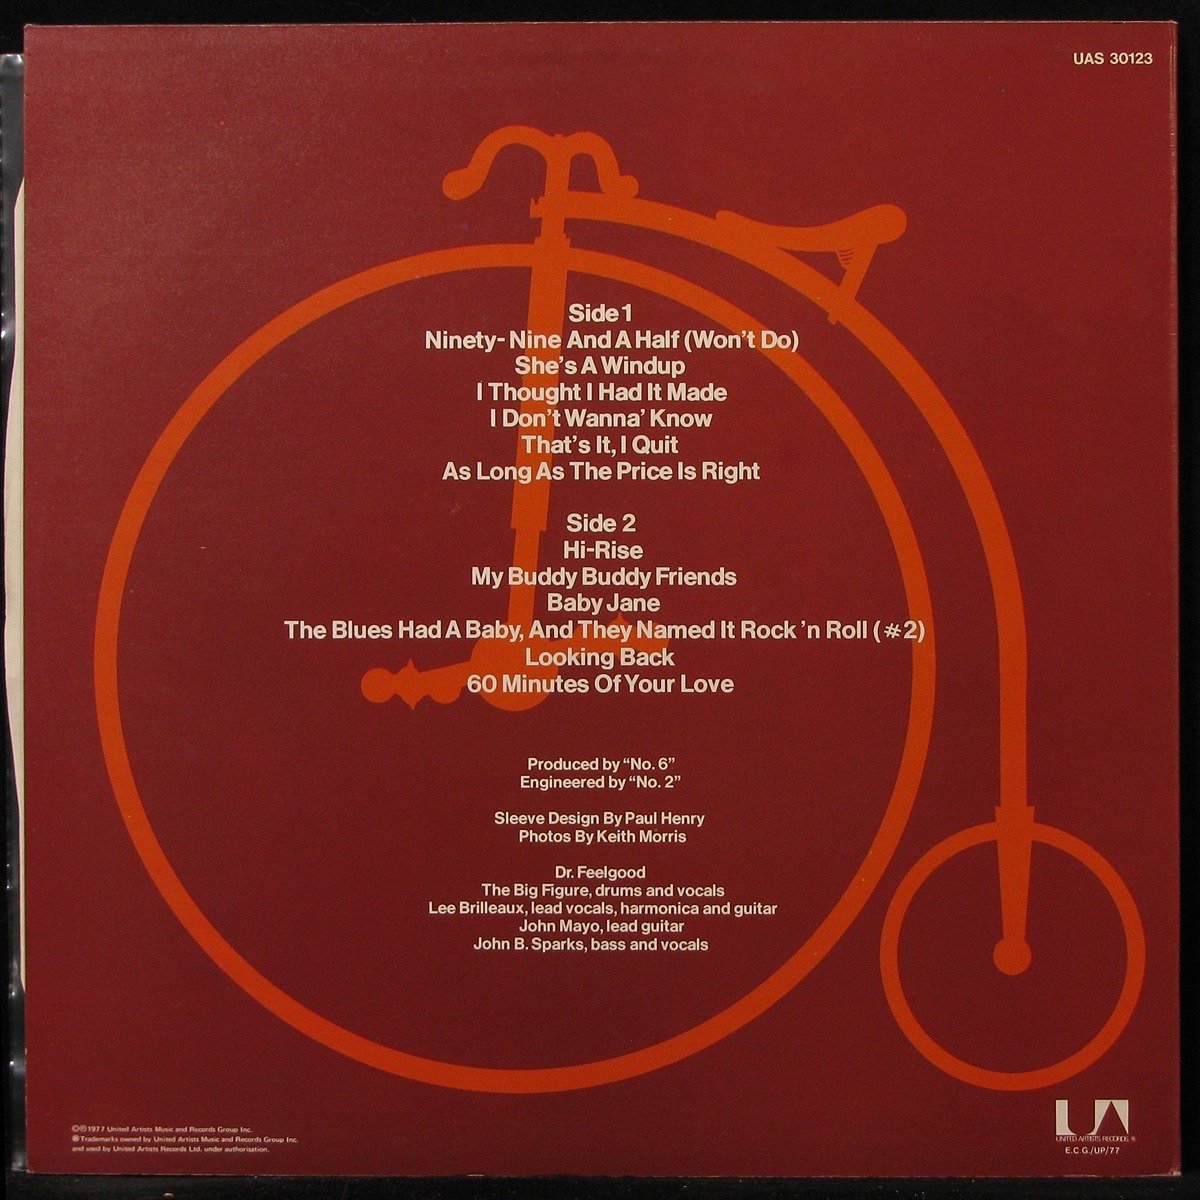 UAS 30123
Side 1
Ninety-Nine And A Half (Won't Do)
She's A Windup
I Thought I Had It Made
I Don't Wanna' Know
That's It, I Quit
As Long As The Price Is Right
Side 2
Hi-Rise
My Buddy Buddy Friends
Baby Jane
The Blues Had A Baby, And They Named It Rock 'n Roll (#2)
Looking Back
60 Minutes Of Your Love
Produced by “No. 6”
Engineered by “No. 2”
Sleeve Design By Paul Henry
Photos By Keith Morris
Dr. Feelgood
The Big Figure, drums and vocals
Lee Brilleaux, lead vocals, harmonica and guitar
John Mayo, lead guitar
John B. Sparks, bass and vocals
©℗1977 United Artists Music and Records Group Inc.
®Trademarks owned by United Artists Music and Records Group Inc.
and used by United Artists Records Ltd. under authorisation.
UA
UNITED ARTISTS RECORDS ®
E.C.G./UP/77